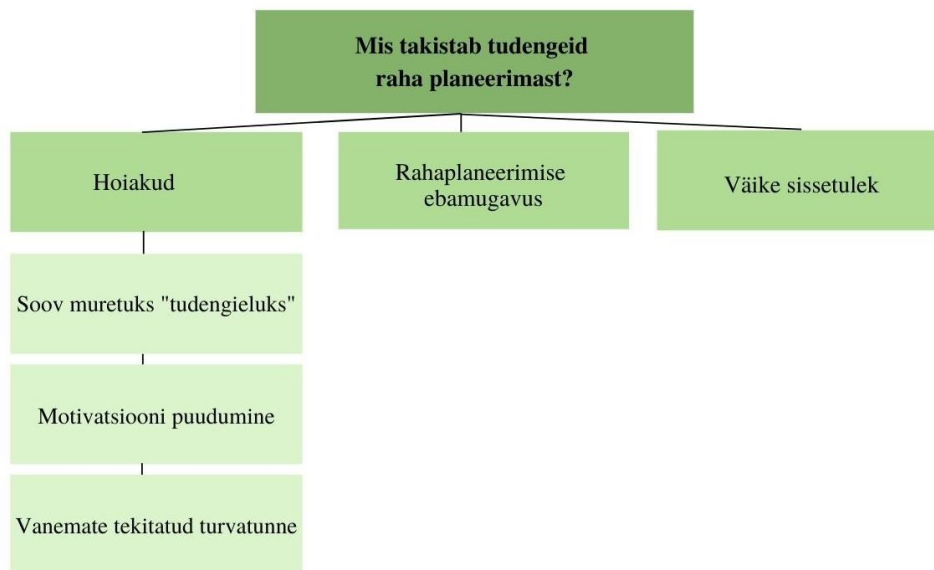 Mis takistab tudengeid
raha planeerimast?
Hoiakud
Rahaplaneerimise
ebamugavus
Väike sissetulek
Soov muretuks "tudengieluks"
Motivatsiooni puudumine
Vanemate tekitatud turvatunne